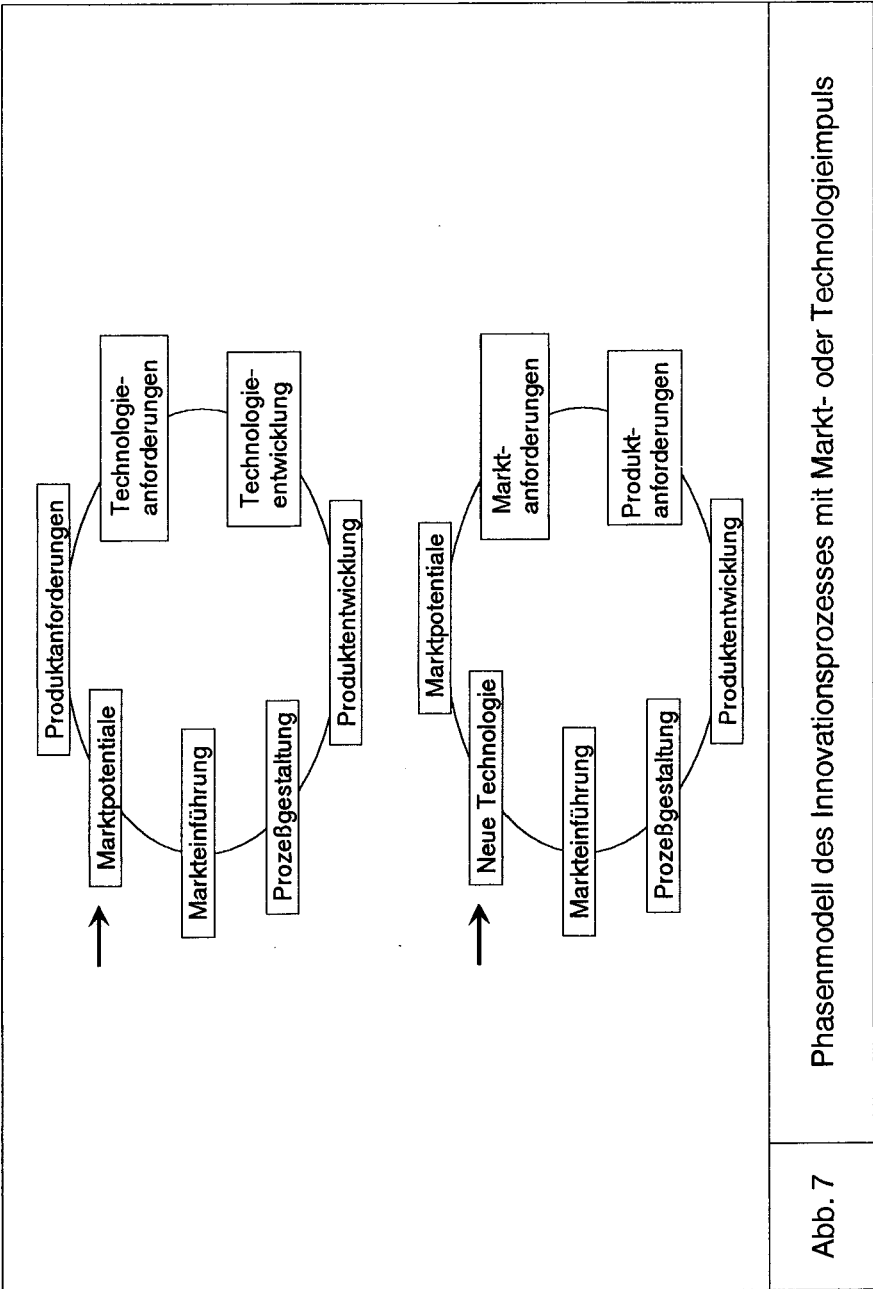 Produktanforderungen
Marktpotentiale
Technologie-
anforderungen
Markteinführung
Technologie-
entwicklung
Prozeßgestaltung
Produktentwicklung
Marktpotentiale
Neue Technologie
Markt-
anforderungen
Markteinführung
Produkt-
anforderungen
Prozeßgestaltung
Produktentwicklung
Abb. 7
Phasenmodell des Innovationsprozesses mit Markt- oder Technologieimpuls